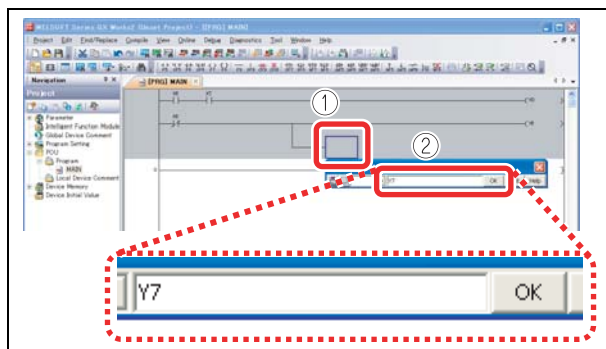 MELSOFT Series GX Works2 (Unset Project) - [[PRG] MAIN]
Project Edit Find/Replace Compile View Online Debug Diagnostics Tool Window Help
Navigation
[PRG] MAIN
Project
Parameter
Intelligent Function Module
Global Device Comment
Program Setting
POU
Program
MAIN
Local Device Comment
Device Memory
Device Initial Value
①
②
Y7 OK Help
Y7 OK